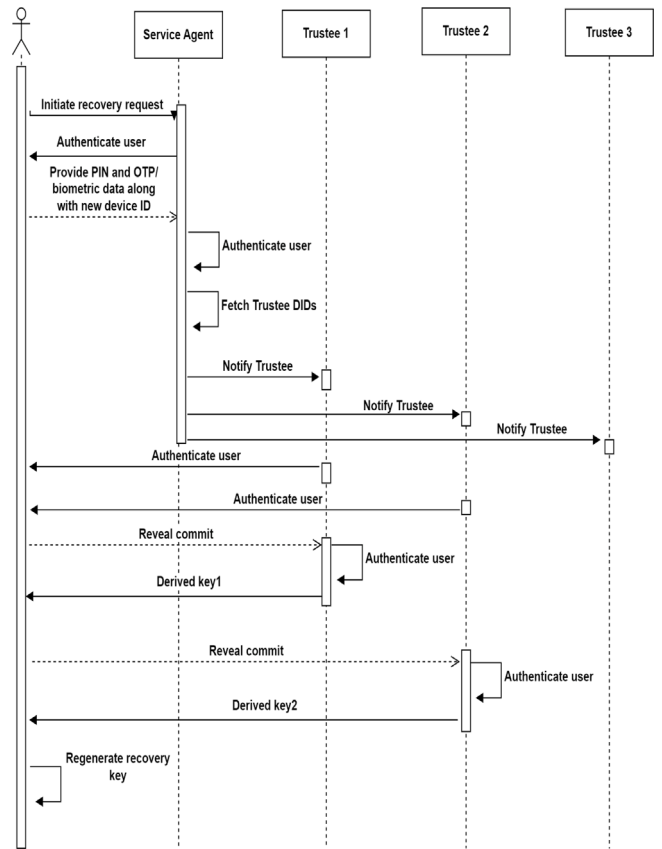 Service Agent
Trustee 1
Trustee 2
Trustee 3
Initiate recovery request
Authenticate user
Provide PIN and OTP/
biometric data along
with new device ID
Authenticate user
Fetch Trustee DIDs
Notify Trustee
Notify Trustee
Notify Trustee
Authenticate user
Authenticate user
Reveal commit
Authenticate user
Derived key1
Reveal commit
Authenticate user
Derived key2
Regenerate recovery
key